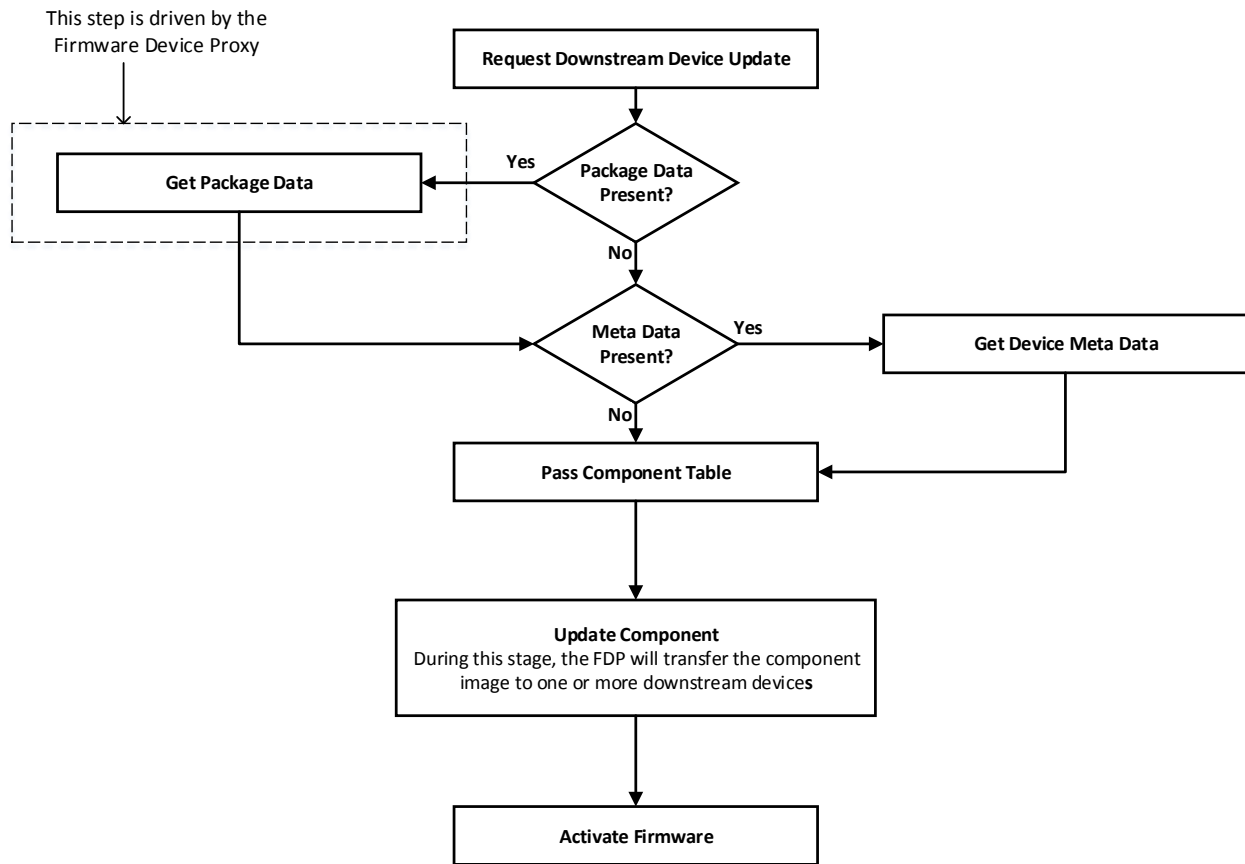 This step is driven by the
Firmware Device Proxy
Request Downstream Device Update
Package Data
Present?
Yes
Get Package Data
No
Meta Data
Present?
Yes
Get Device Meta Data
No
Pass Component Table
Update Component
During this stage, the FDP will transfer the component
image to one or more downstream devices
Activate Firmware